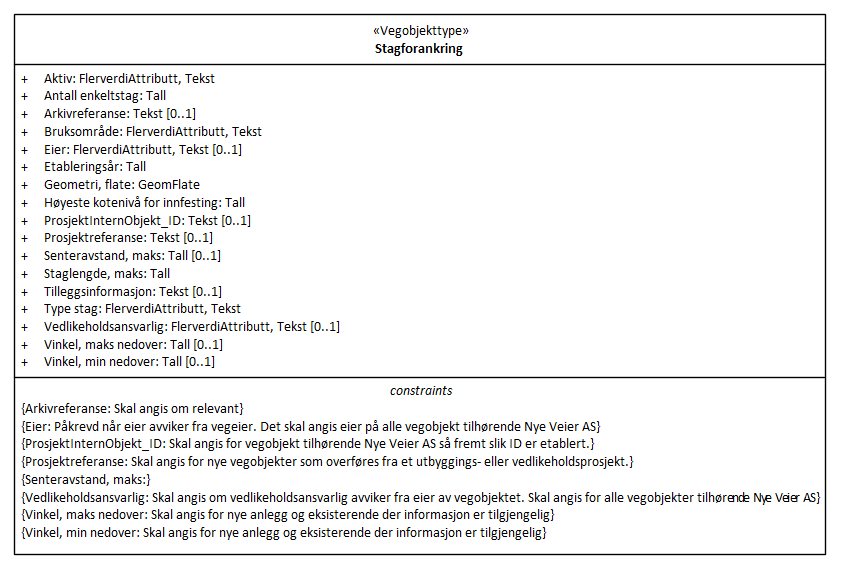 «Vegobjekttype»
Stagforankring
+ Aktiv: FlerverdiAttributt, Tekst
+ Antall enkeltstag: Tall
+ Arkivreferanse: Tekst [0..1]
+ Bruksområde: FlerverdiAttributt, Tekst
+ Eier: FlerverdiAttributt, Tekst [0..1]
+ Etableringsår: Tall
+ Geometri, flate: GeomFlate
+ Høyeste kotenivå for innfesting: Tall
+ ProsjektInternObjekt_ID: Tekst [0..1]
+ Prosjektreferanse: Tekst [0..1]
+ Senteravstand, maks: Tall [0..1]
+ Staglengde, maks: Tall
+ Tilleggsinformasjon: Tekst [0..1]
+ Type stag: FlerverdiAttributt, Tekst
+ Vedlikeholdsansvarlig: FlerverdiAttributt, Tekst [0..1]
+ Vinkel, maks nedover: Tall [0..1]
+ Vinkel, min nedover: Tall [0..1]
constraints
{Arkivreferanse: Skal angis om relevant}
{Eier: Påkrevd når eier avviker fra vegeier. Det skal angis eier på alle vegobjekt tilhørende Nye Veier AS}
{ProsjektInternObjekt_ID: Skal angis for vegobjekt tilhørende Nye Veier AS så fremt slik ID er etablert.}
{Prosjektreferanse: Skal angis for nye vegobjekter som overføres fra et utbyggings- eller vedlikeholdsprosjekt.}
{Senteravstand, maks:}
{Vedlikeholdsansvarlig: Skal angis om vedlikeholdsansvarlig avviker fra eier av vegobjektet. Skal angis for alle vegobjekter tilhørende Nye Veier AS}
{Vinkel, maks nedover: Skal angis for nye anlegg og eksisterende der informasjon er tilgjengelig}
{Vinkel, min nedover: Skal angis for nye anlegg og eksisterende der informasjon er tilgjengelig}